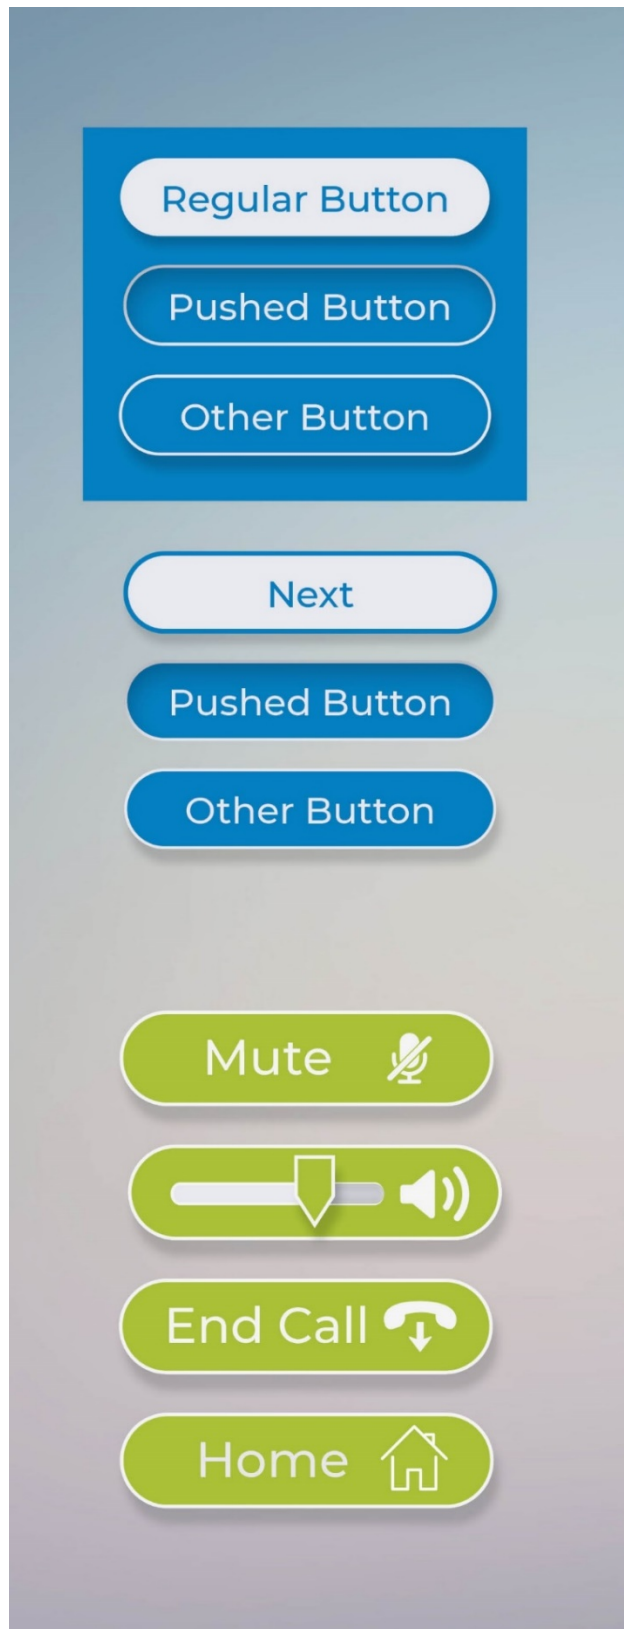 Regular Button
Pushed Button
Other Button
Next
Pushed Button
Other Button
Mute
End Call
Home